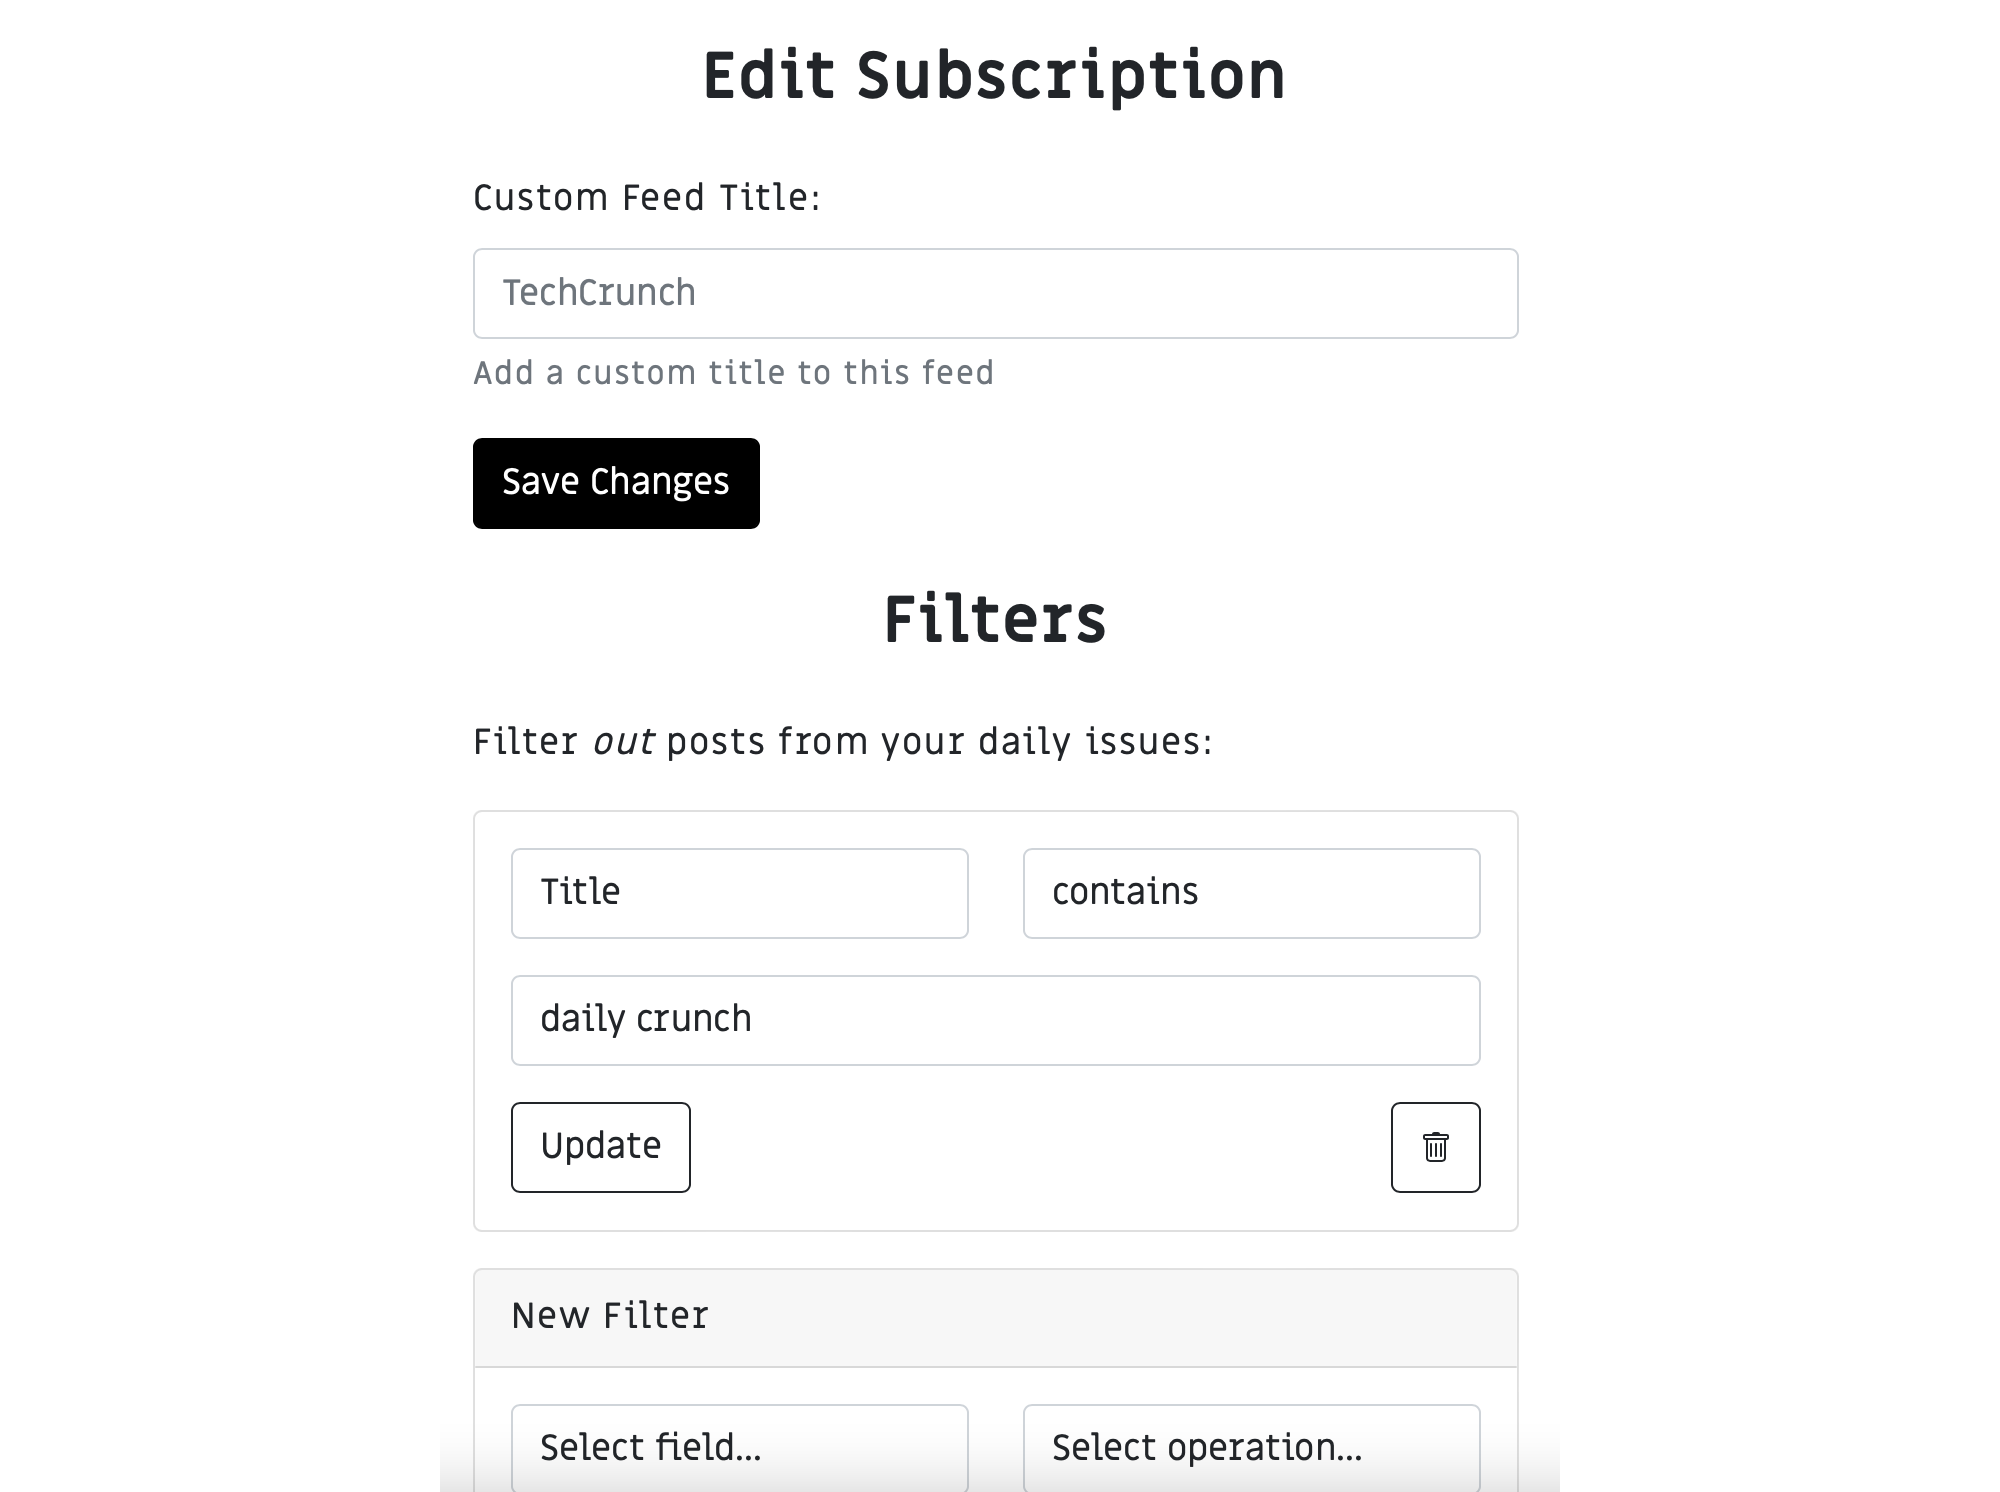 Edit Subscription
Custom Feed Title:
TechCrunch
Add a custom title to this feed
Save Changes
Filters
Filter out posts from your daily issues:
Title
contains
daily crunch
Update
New Filter
Select field...
Select operation...